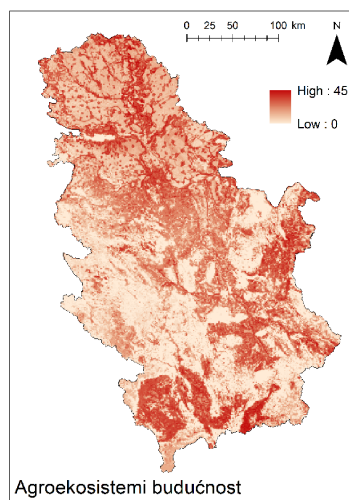 0 25 50 100 km
N
High : 45
Low : 0
Agroekosistemi budućnost